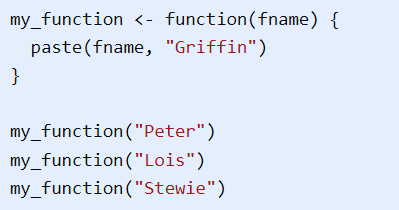 my_function <- function(fname) {
  paste(fname, "Griffin")
}
my_function("Peter")
my_function("Lois")
my_function("Stewie")